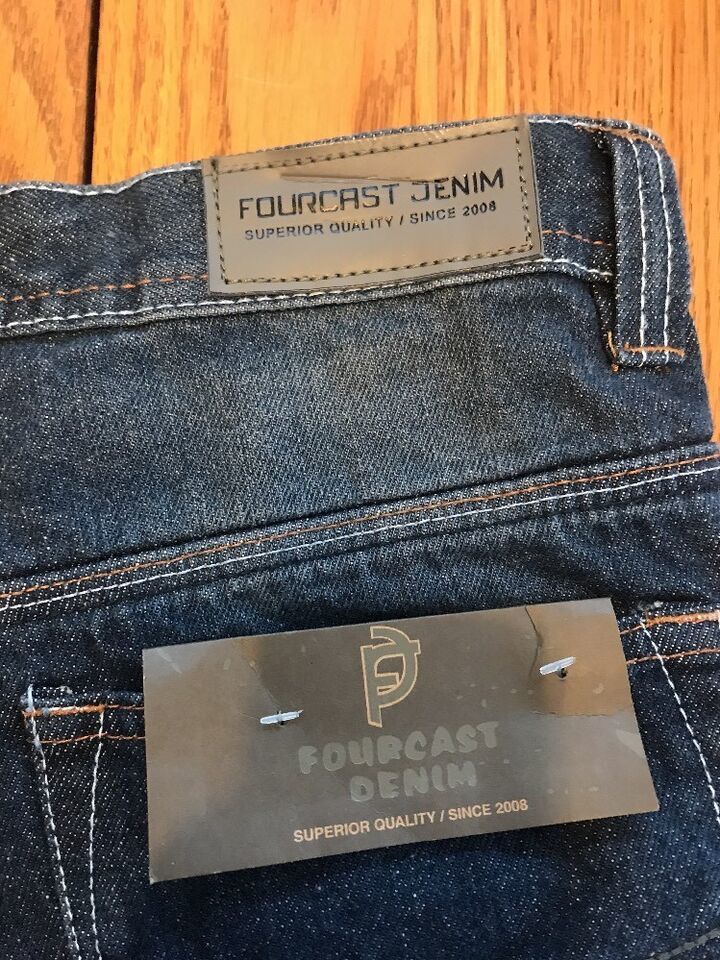 FOURCAST DENIM
SUPERIOR QUALITY / SINCE 2008
FOURCAST
DENIM
SUPERIOR QUALITY / SINCE 2008